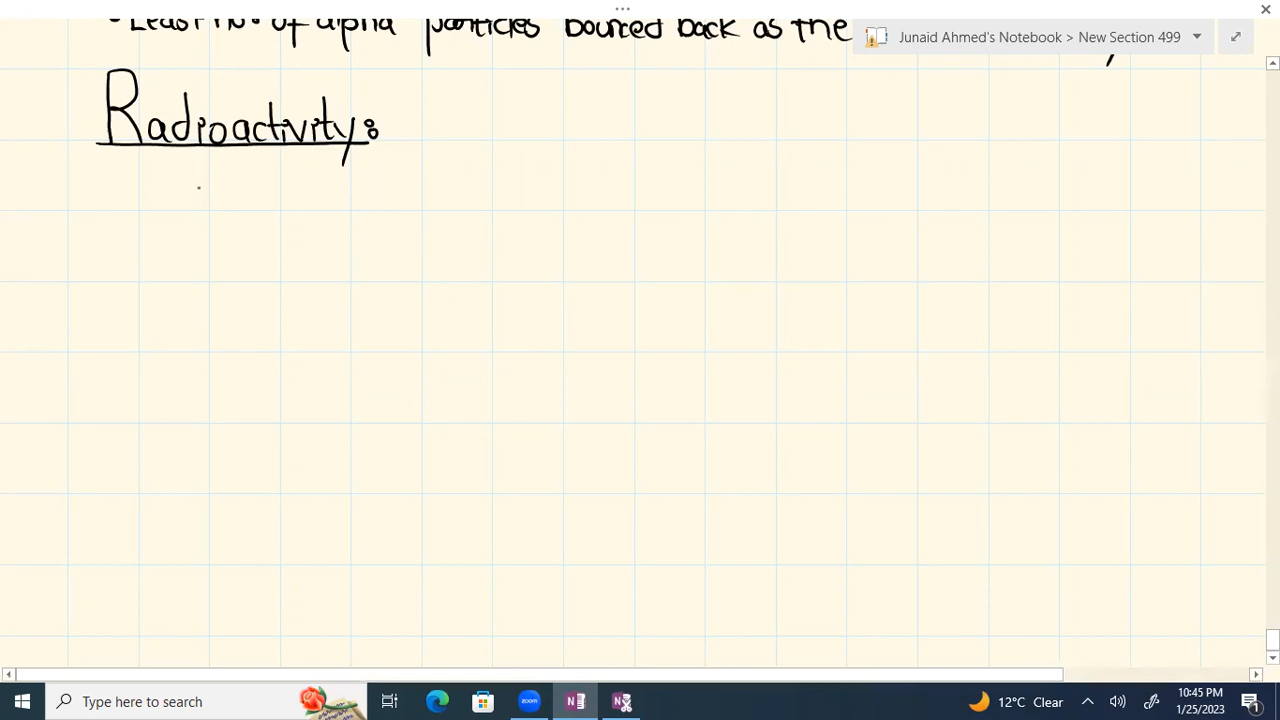 • Least no. of alpha particles bounced back as the
Junaid Ahmed's Notebook > New Section 499
Radioactivity:
Type here to search
zoom
12°C Clear
10:45 PM
1/25/2023